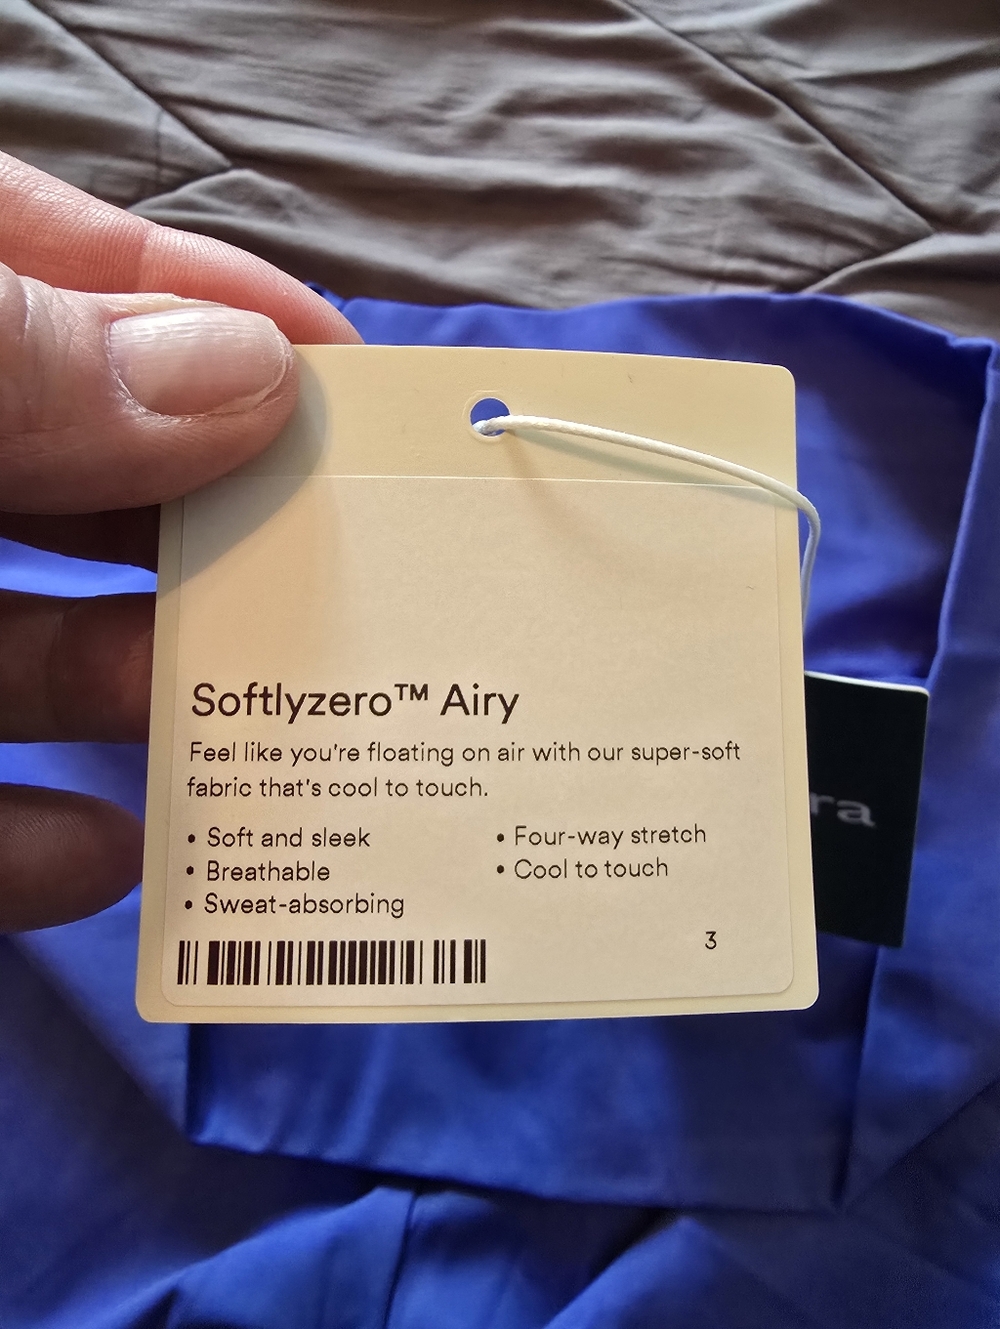 Softlyzero™ Airy
Feel like you're floating on air with our super-soft
fabric that's cool to touch.
• Soft and sleek
• Breathable
• Sweat-absorbing
• Four-way stretch
• Cool to touch
3
ra